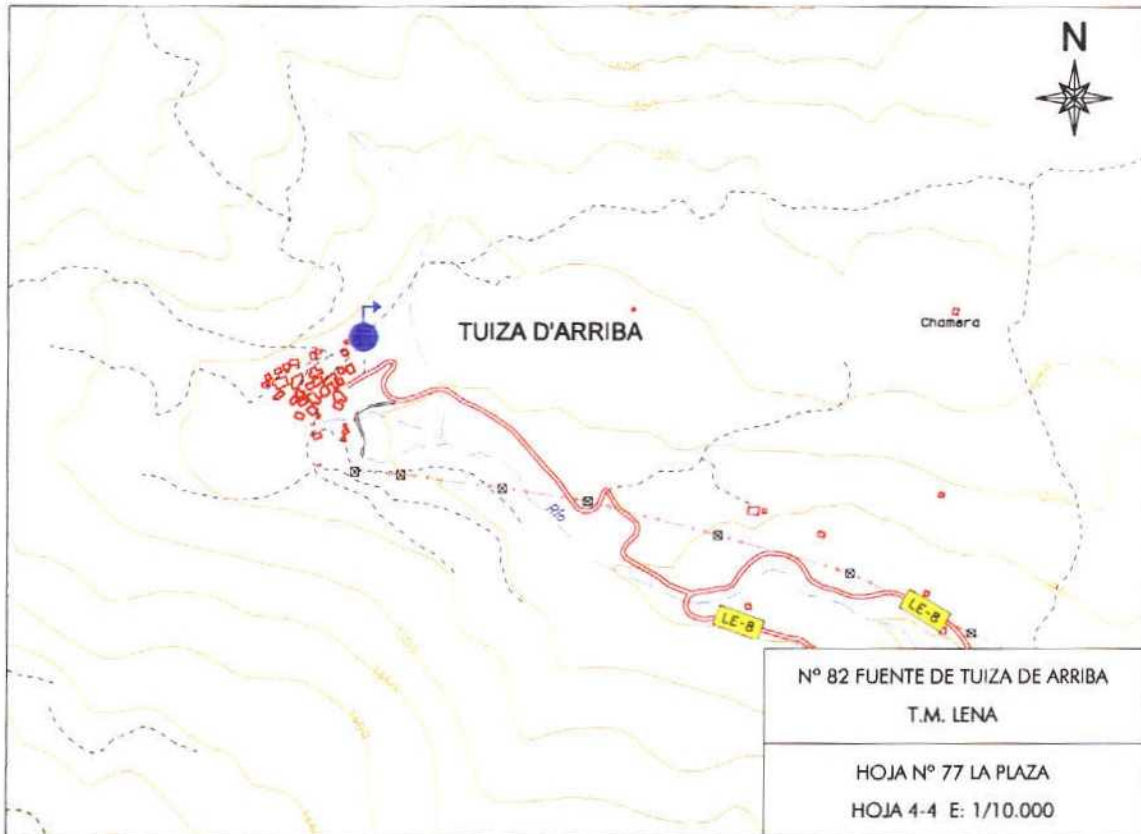 N
TUIZA D'ARRIBA
Chamera
Río
LE-8
LE-8
Nº 82 FUENTE DE TUIZA DE ARRIBA
T.M. LENA
HOJA Nº 77 LA PLAZA
HOJA 4-4 E: 1/10.000